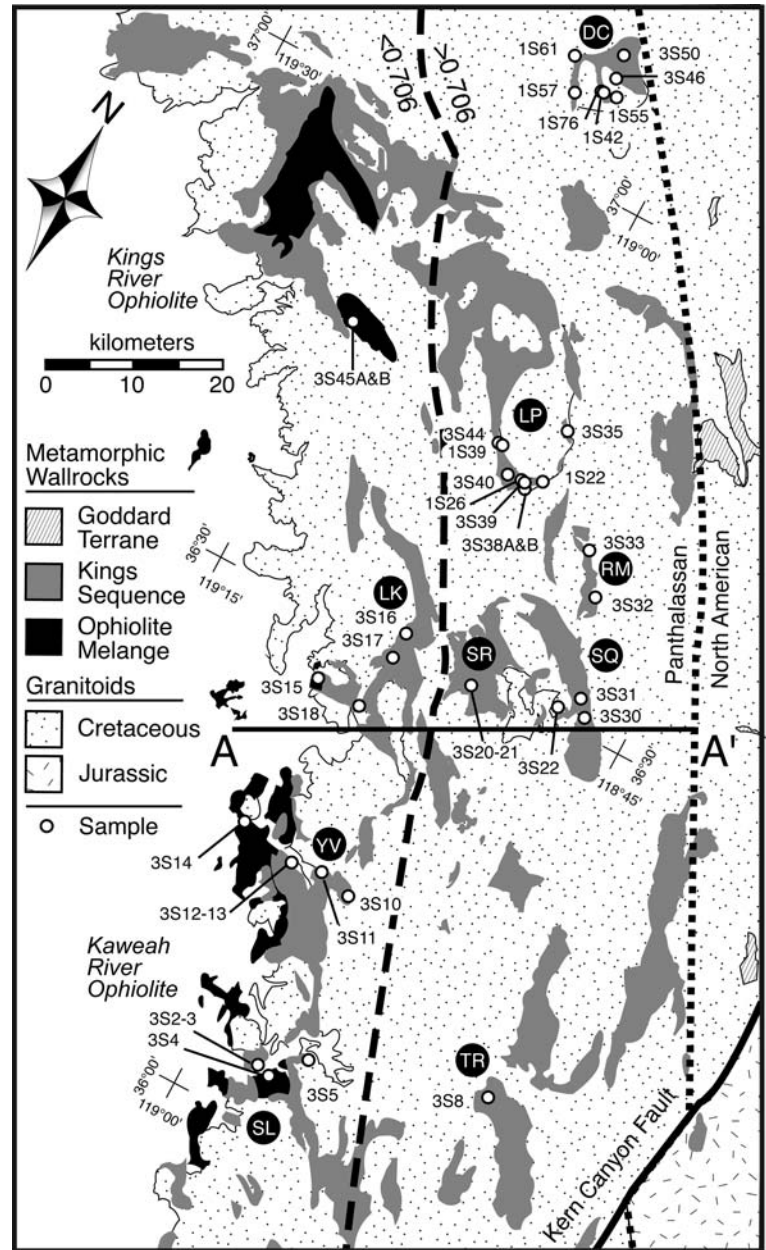 37°00'
119°30'
<0.706
>0.706
DC
1S61
3S50
3S46
1S57
1S55
1S76
1S42
N
37°00'
119°00'
Kings
River
Ophiolite
kilometers
0 10 20
3S45A&B
LP
3S44
1S39
3S35
3S40
1S22
1S26
3S39
3S38A&B
Metamorphic
Wallrocks
Goddard
Terrane
Kings
Sequence
Ophiolite
Melange
Granitoids
Cretaceous
Jurassic
Sample
36°30'
119°15'
3S33
RM
3S32
LK
3S16
3S17
SR
SQ
3S15
3S31
3S18
3S30
3S20-21
3S22
Panthalassan
North American
A
A'
36°30'
118°45'
3S14
YV
3S12-13
3S10
3S11
Kaweah
River
Ophiolite
3S2-3
3S4
3S5
TR
3S8
36°00'
119°00'
SL
Kern Canyon Fault